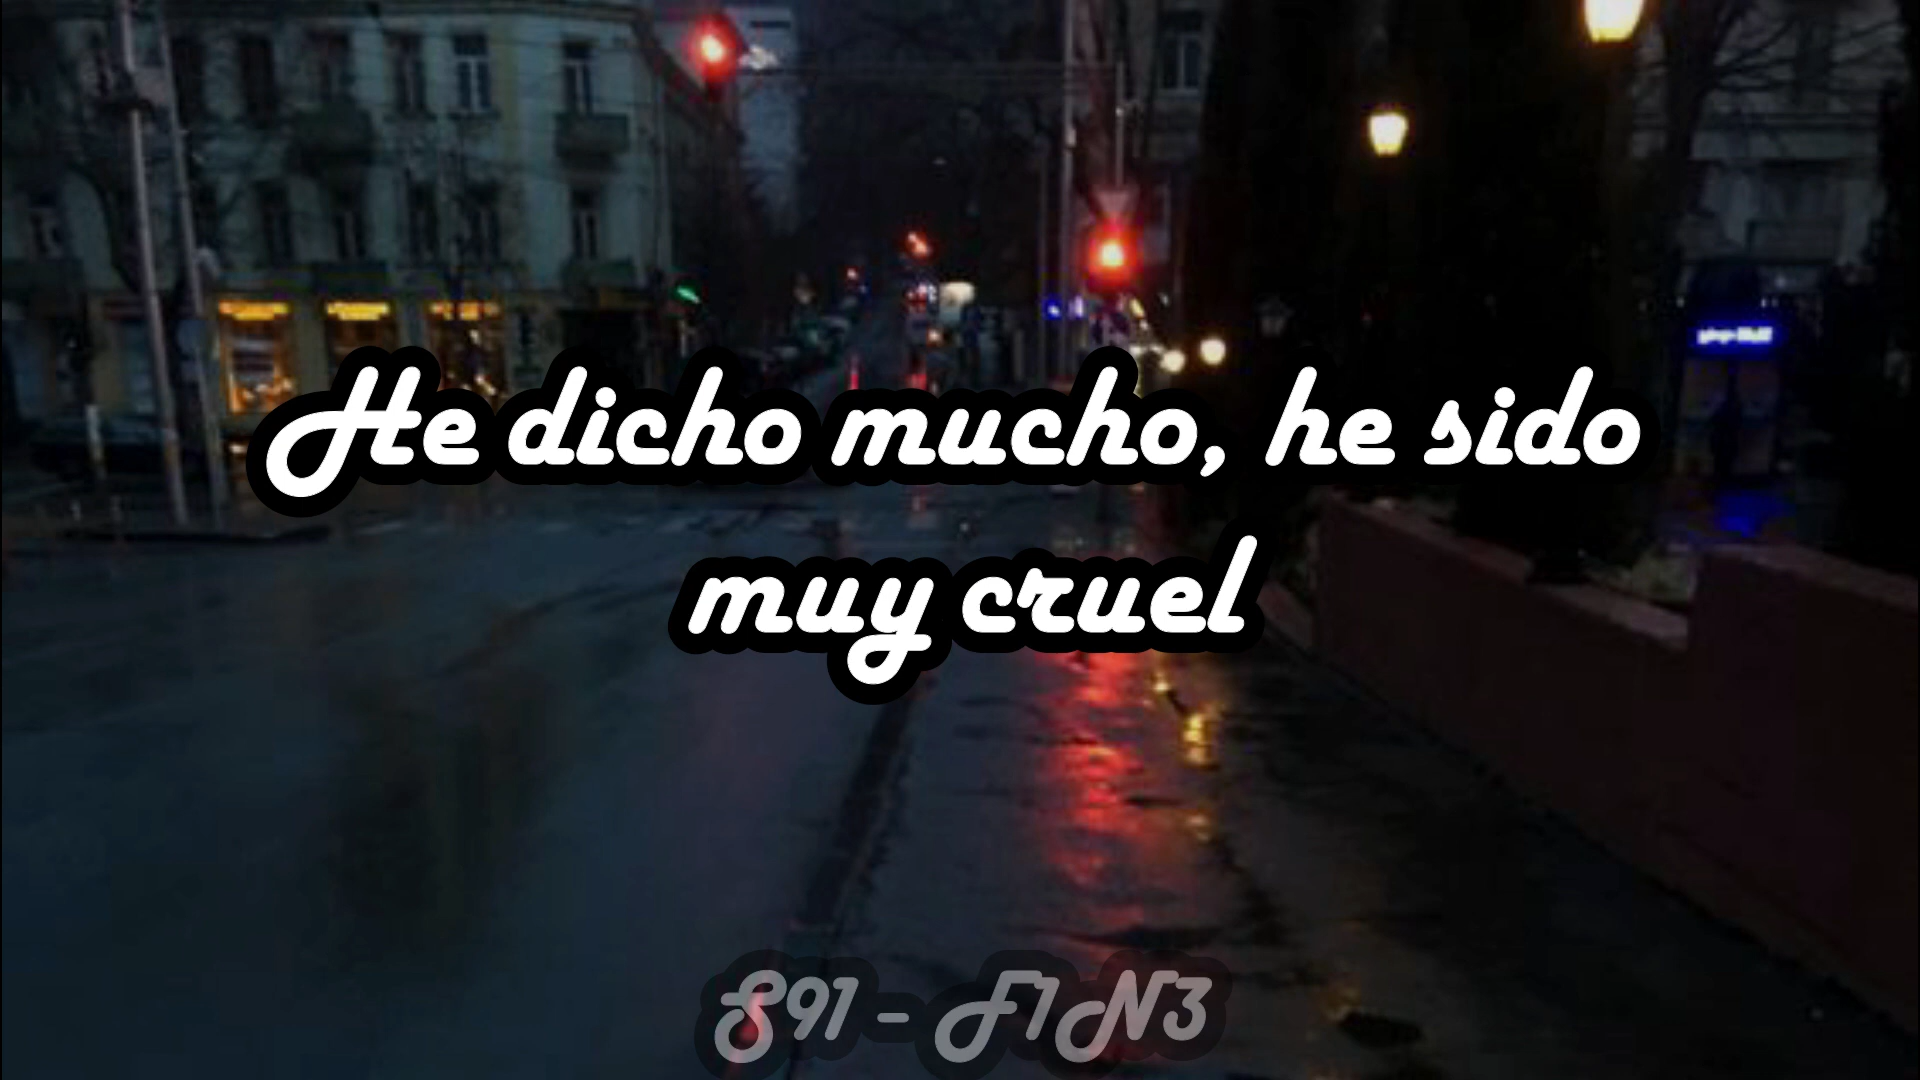 He dicho mucho, he sido
muy cruel
S91 - F1N3